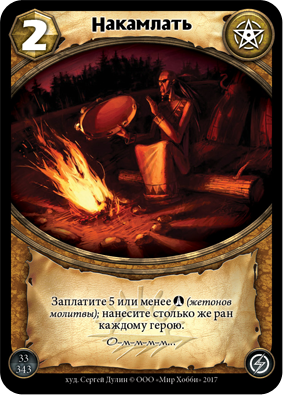 2
Накамлать
Заплатите 5 или менее (жетонов
молитвы); нанесите столько же ран
каждому герою.
О-м-м-м-м...
33
343
худ. Сергей Дулин © ООО «Мир Хобби» 2017